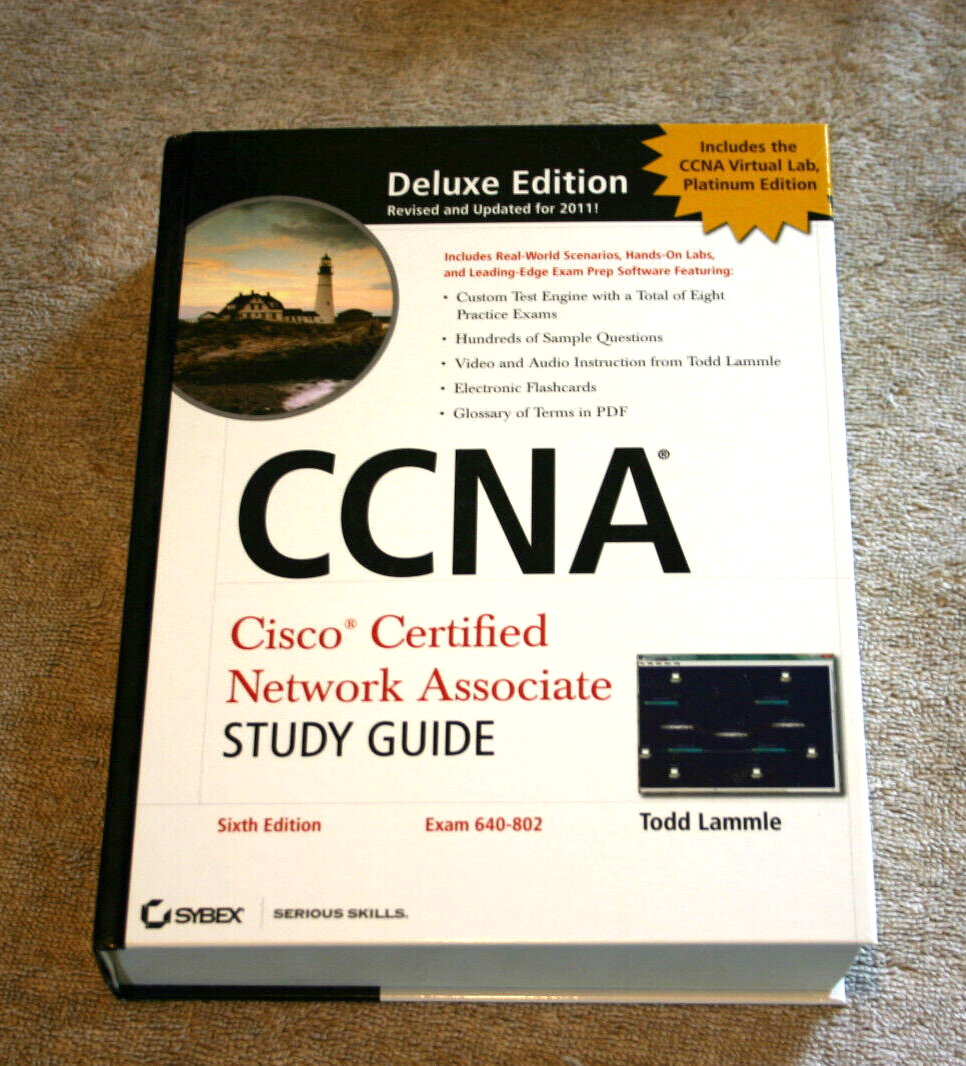 Includes the
CCNA Virtual Lab,
Platinum Edition
Deluxe Edition
Revised and Updated for 2011!
Includes Real-World Scenarios, Hands-On Labs,
and Leading-Edge Exam Prep Software Featuring:
• Custom Test Engine with a Total of Eight
Practice Exams
• Hundreds of Sample Questions
• Video and Audio Instruction from Todd Lammle
• Electronic Flashcards
• Glossary of Terms in PDF
CCNA®
Cisco® Certified
Network Associate
STUDY GUIDE
Sixth Edition
Exam 640-802
Todd Lammle
SYBEX
SERIOUS SKILLS.